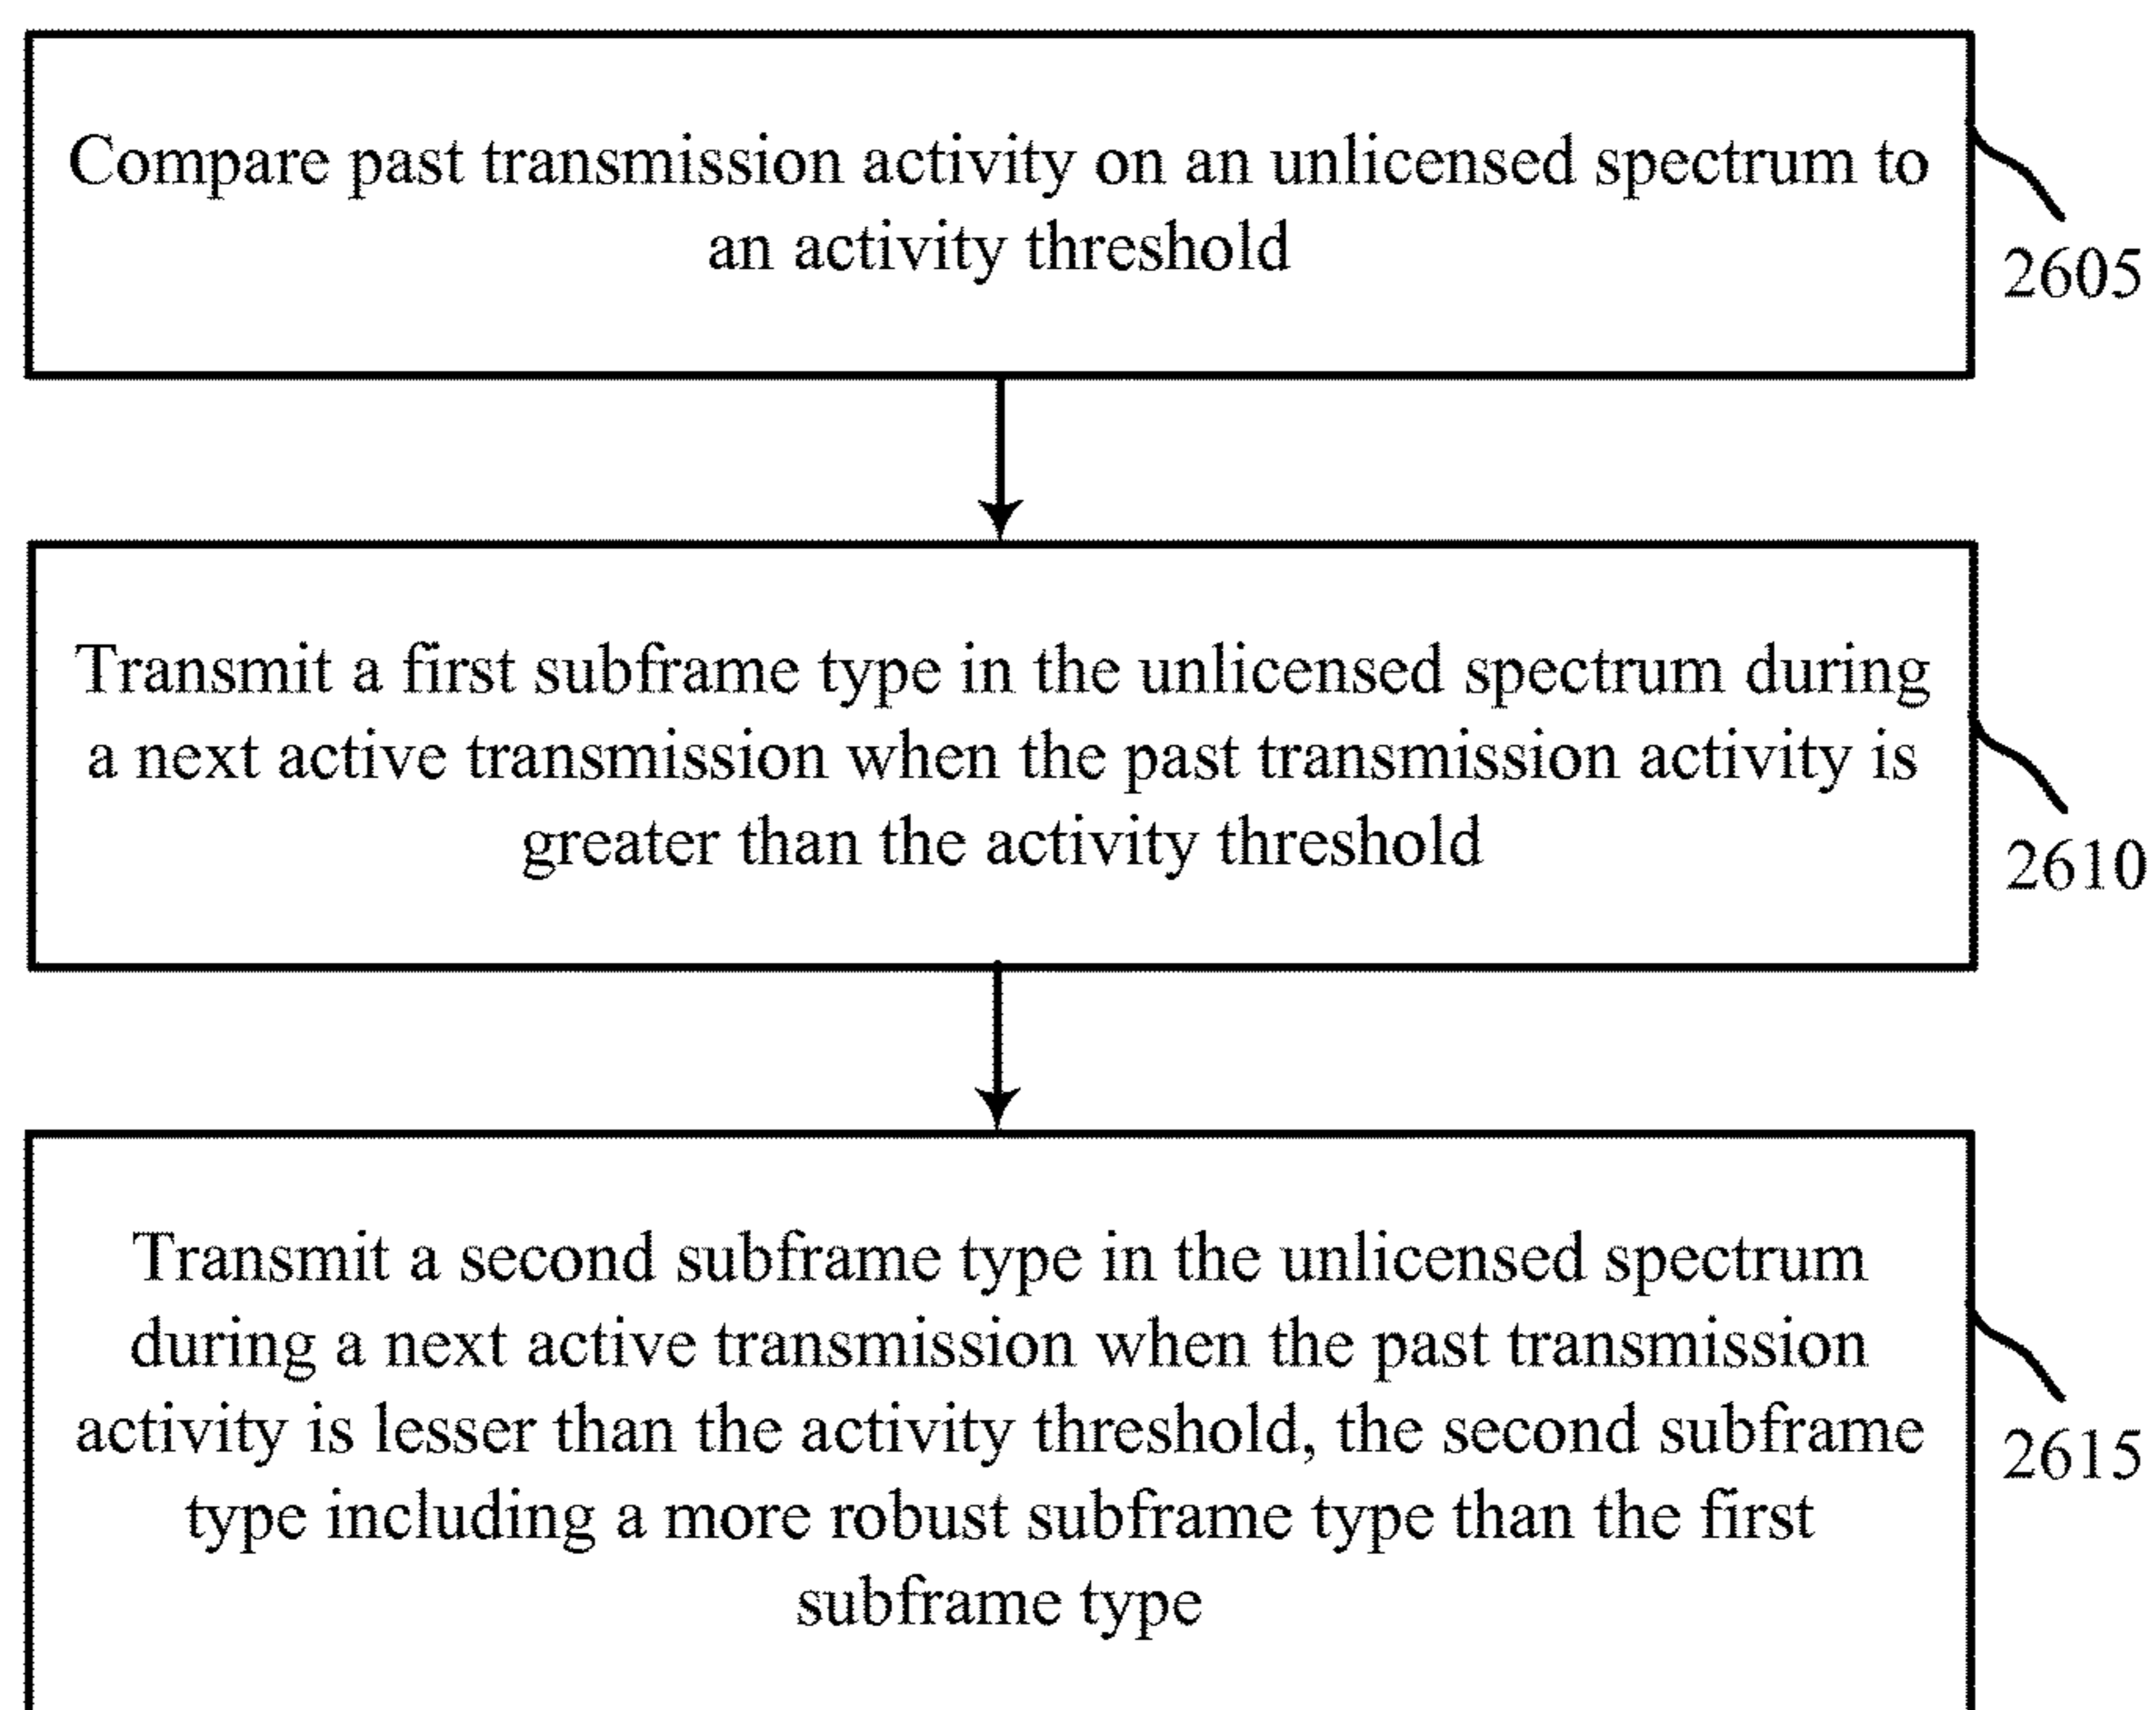 Compare past transmission activity on an unlicensed spectrum to
an activity threshold
2605
Transmit a first subframe type in the unlicensed spectrum during
a next active transmission when the past transmission activity is
greater than the activity threshold
2610
Transmit a second subframe type in the unlicensed spectrum
during a next active transmission when the past transmission
activity is lesser than the activity threshold, the second subframe
type including a more robust subframe type than the first
subframe type
2615